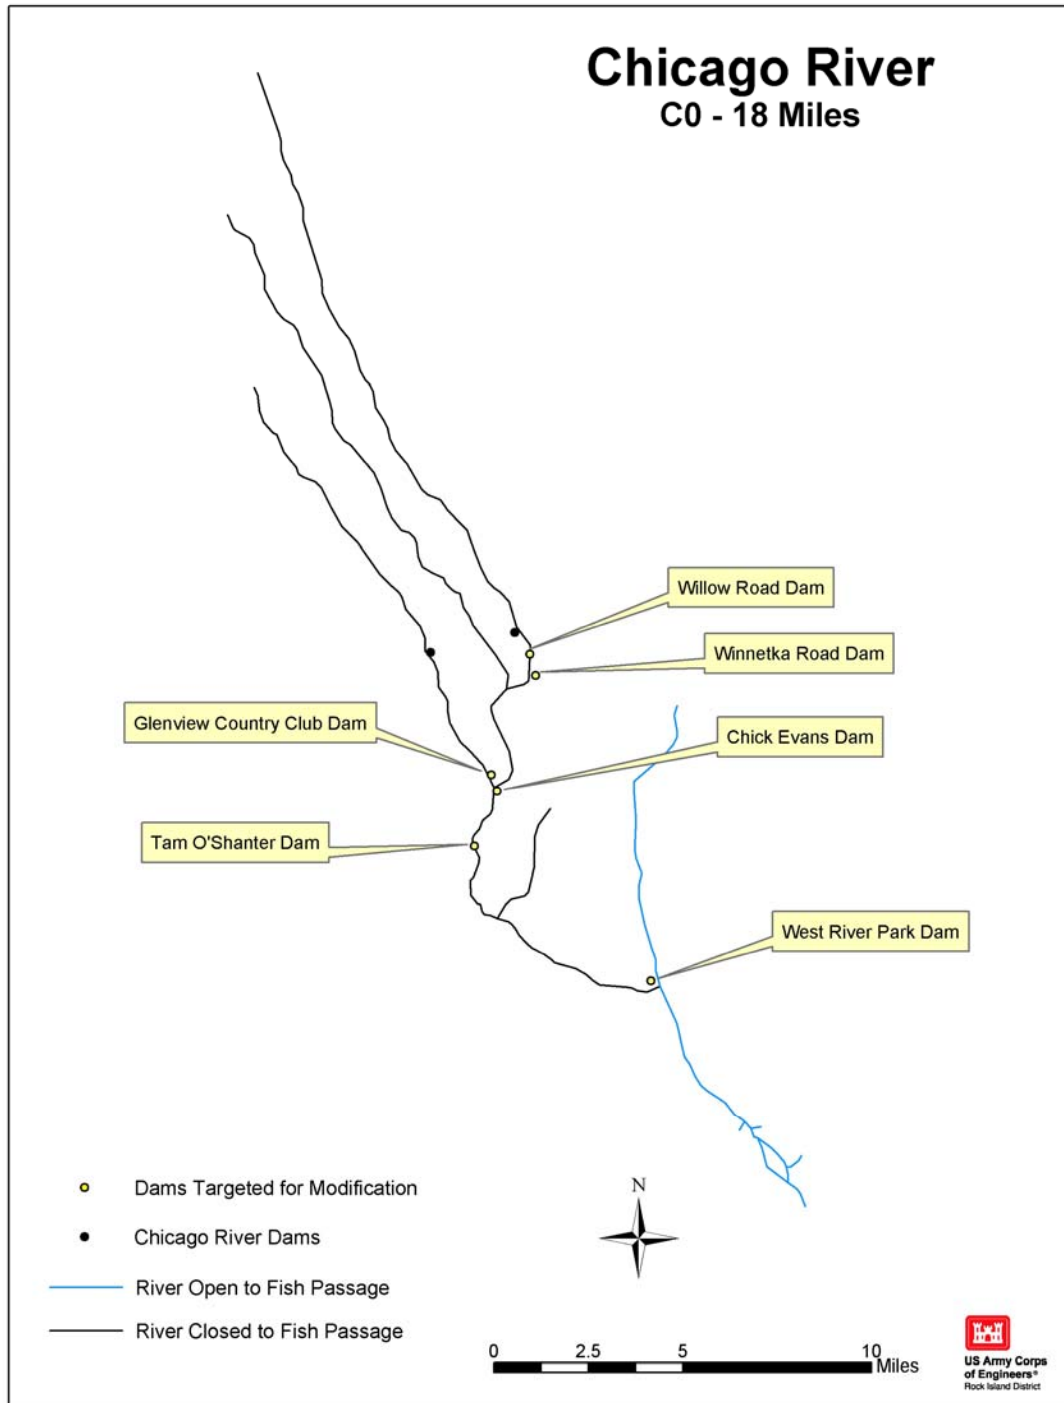 Chicago River
C0 - 18 Miles
Willow Road Dam
Winnetka Road Dam
Glenview Country Club Dam
Chick Evans Dam
Tam O'Shanter Dam
West River Park Dam
Dams Targeted for Modification
N
Chicago River Dams
River Open to Fish Passage
River Closed to Fish Passage
0 2.5 5 10
Miles
US Army Corps
of Engineers®
Rock Island District